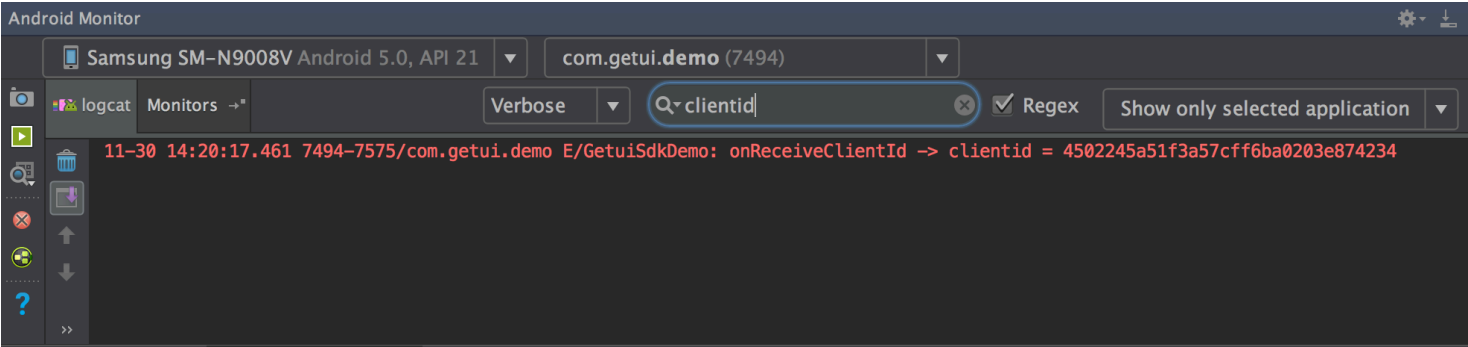 Android Monitor
Samsung SM-N9008V Android 5.0, API 21
com.getui.demo (7494)
logcat
Monitors
Verbose
clientid
Regex
Show only selected application
11-30 14:20:17.461 7494-7575/com.getui.demo E/GetuiSdkDemo: onReceiveClientId -> clientid = 4502245a51f3a57cff6ba0203e874234
?
>>